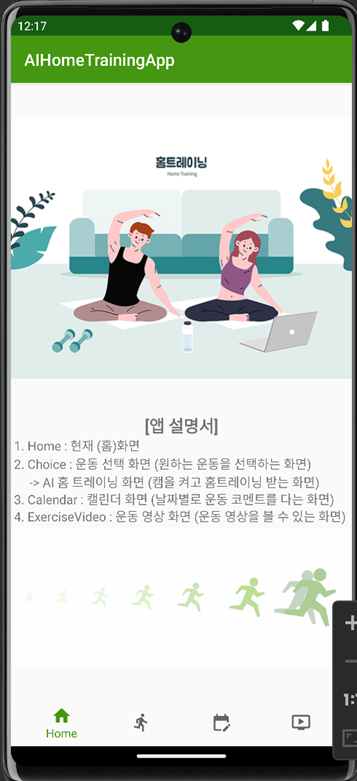 12:17
AIHomeTrainingApp
홈트레이닝
Home Training
[앱 설명서]
1. Home : 현재 (홈)화면
2. Choice : 운동 선택 화면 (원하는 운동을 선택하는 화면)
-> AI 홈 트레이닝 화면 (캠을 켜고 홈트레이닝 받는 화면)
3. Calendar : 캘린더 화면 (날짜별로 운동 코멘트를 다는 화면)
4. ExerciseVideo : 운동 영상 화면 (운동 영상을 볼 수 있는 화면)
Home